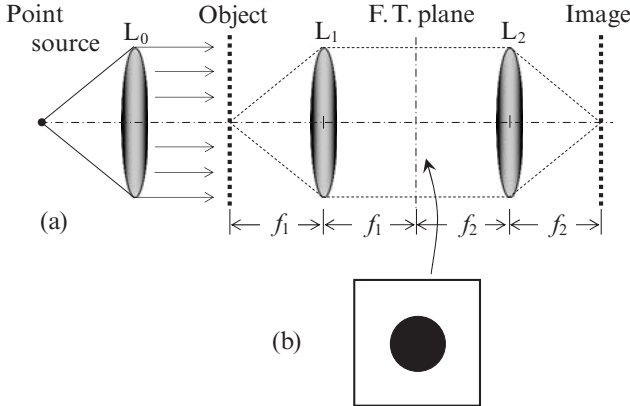 Point source
Object
F. T. plane
Image
L₀
L₁
L₂
(a)
f₁
f₁
f₂
f₂
(b)